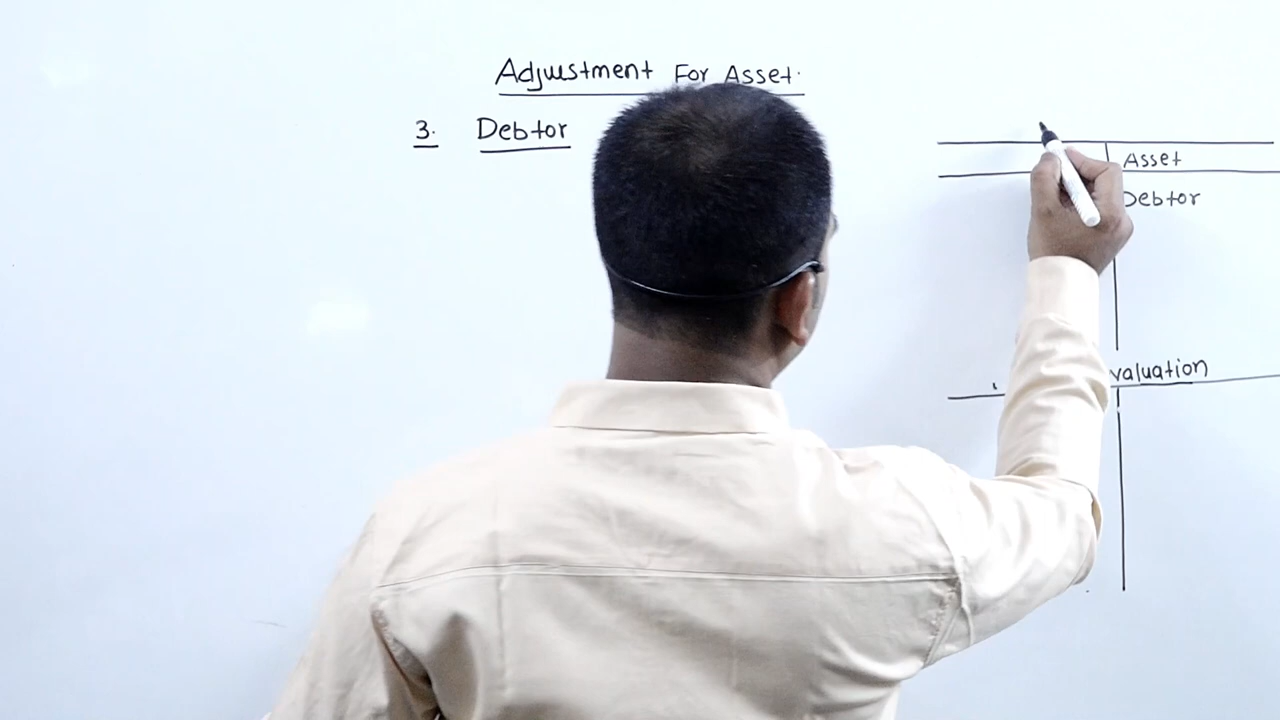 Adjustment For Asset.
3. Debtor
Asset
Debtor
valuation